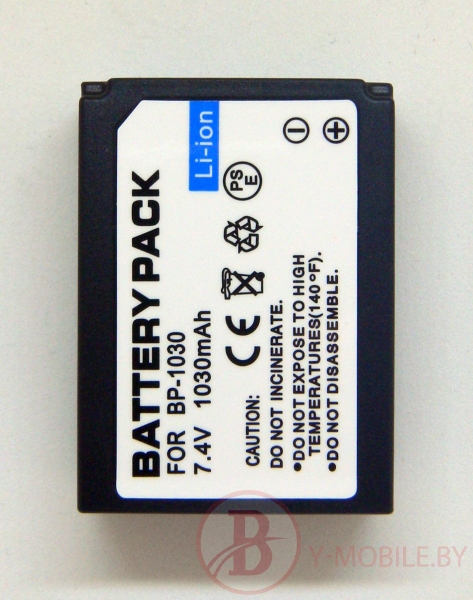 BATTERY PACK
FOR BP-1030
7.4V 1030mAh
Li-ion
PS
E
CE
CAUTION:
DO NOT INCINERATE.
●DO NOT EXPOSE TO HIGH
TEMPERATURES(140°F).
●DO NOT DISASSEMBLE.
B
Y-MOBILE.BY